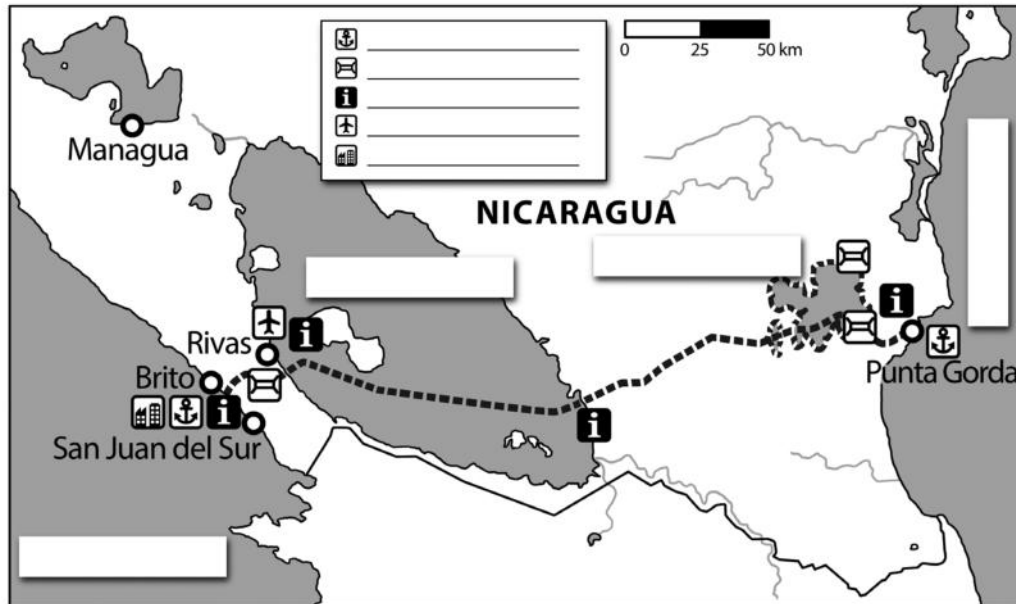 0 25 50 km
Managua
NICARAGUA
i
Rivas
i
Brito
i
San Juan del Sur
i
i
Punta Gorda